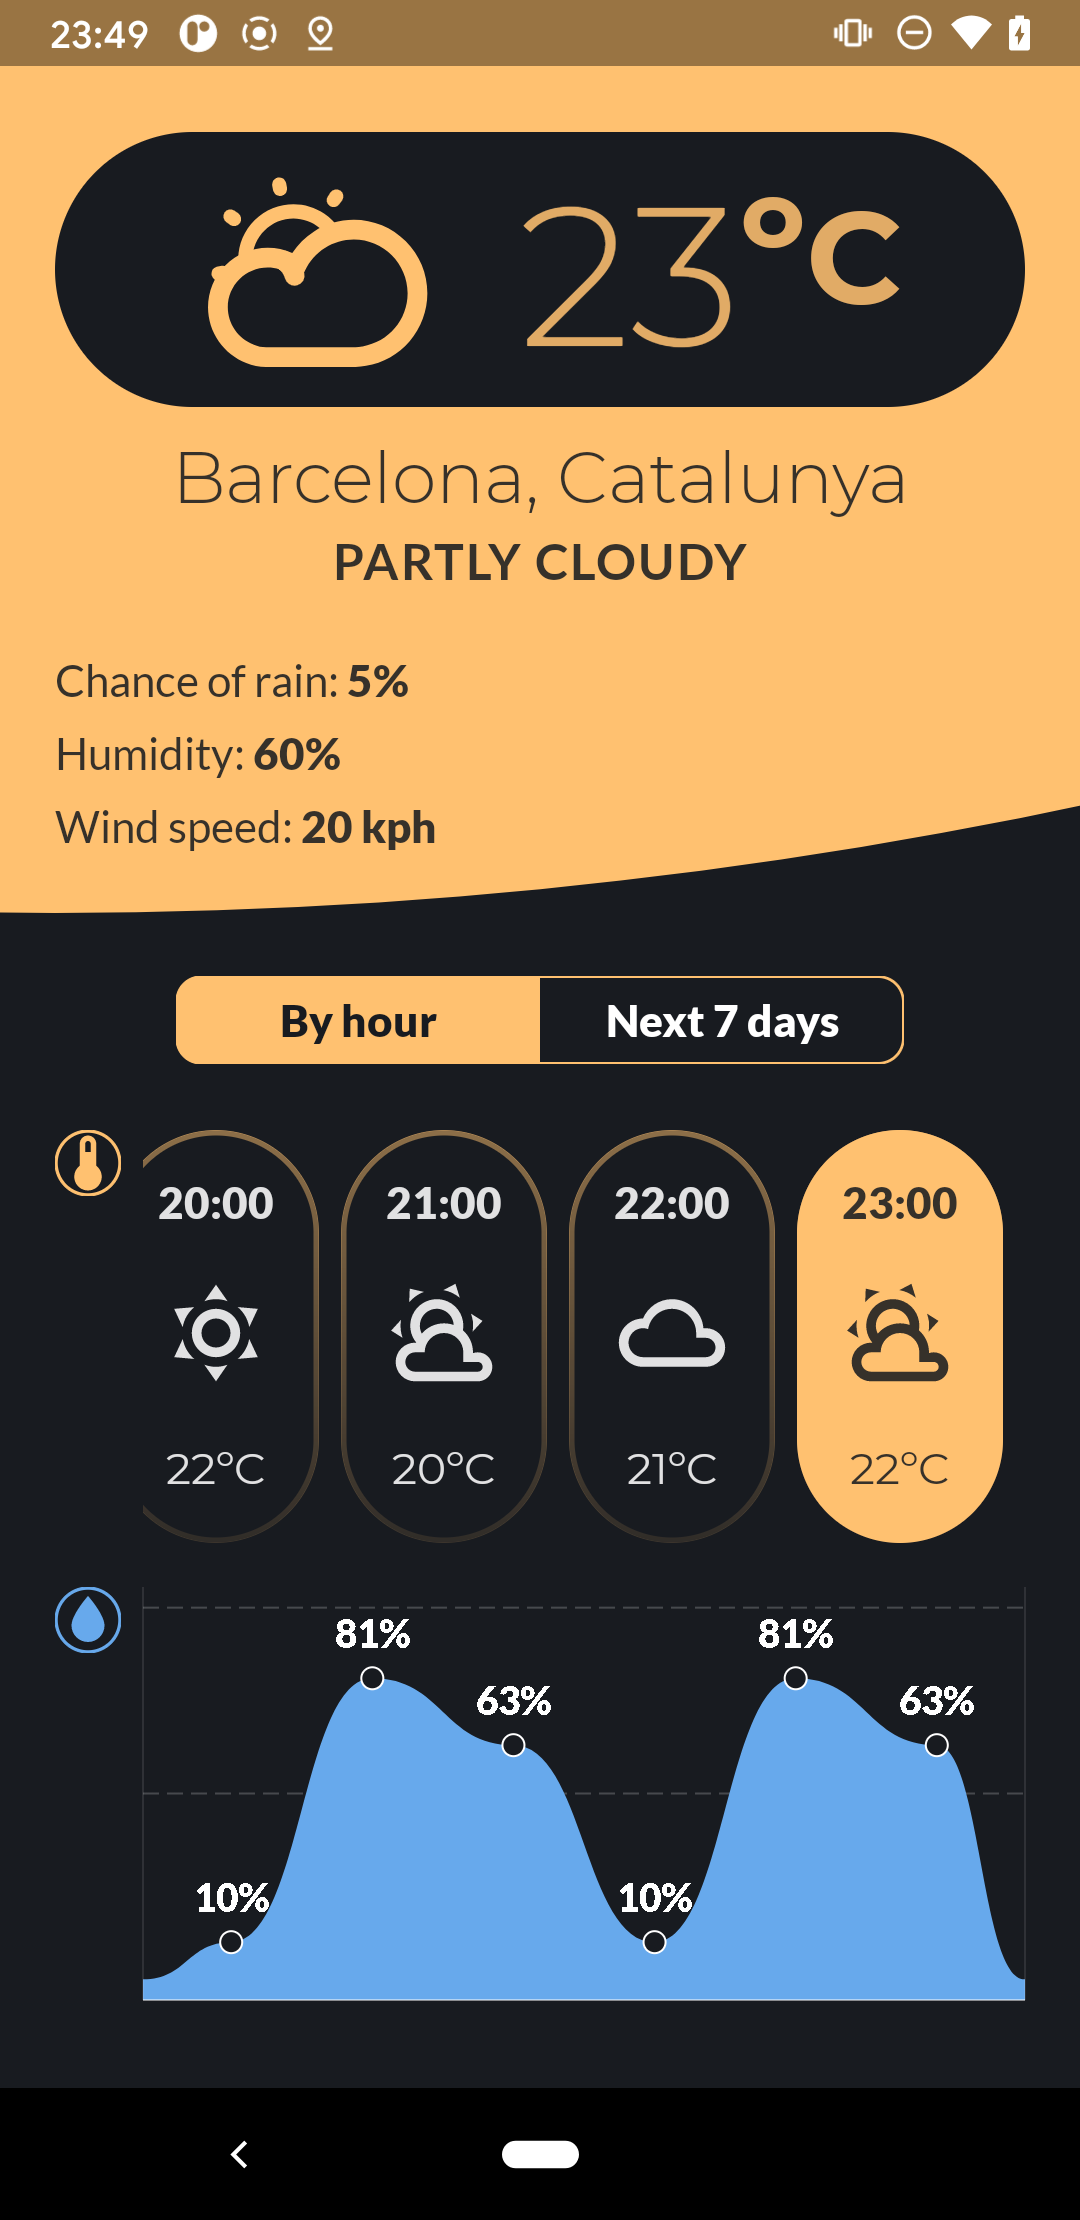 23:49
23°C
Barcelona, Catalunya
PARTLY CLOUDY
Chance of rain: 5%
Humidity: 60%
Wind speed: 20 kph
By hour
Next 7 days
20:00
21:00
22:00
23:00
22°C
20°C
21°C
22°C
81%
81%
63%
63%
10%
10%